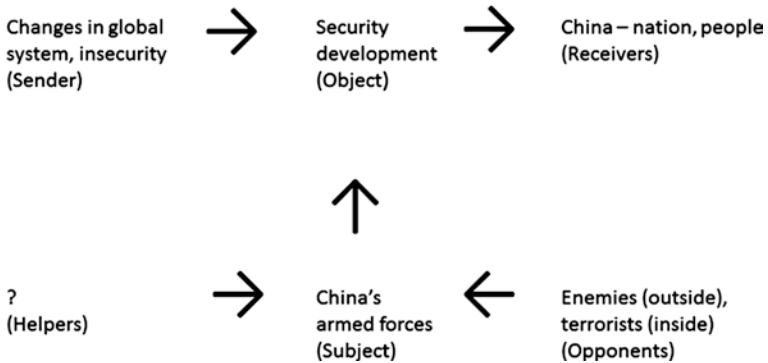 Changes in global
system, insecurity
(Sender)
Security
development
(Object)
China – nation, people
(Receivers)
?
(Helpers)
China's
armed forces
(Subject)
Enemies (outside),
terrorists (inside)
(Opponents)